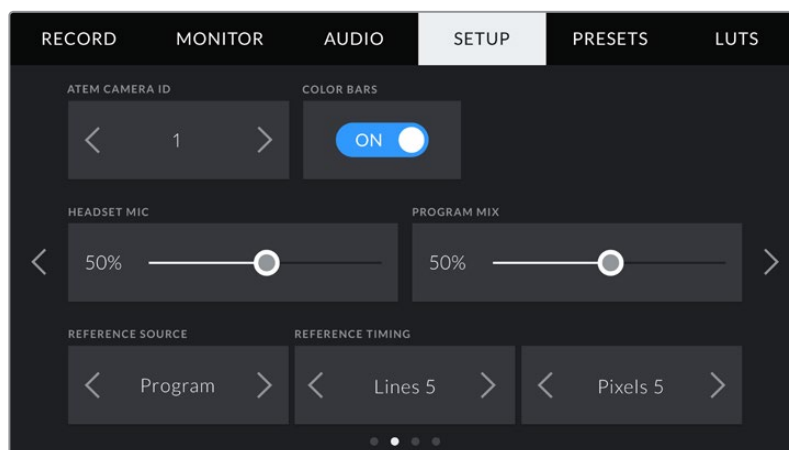 RECORD MONITOR AUDIO SETUP PRESETS LUTS
ATEM CAMERA ID COLOR BARS
1 ON
HEADSET MIC PROGRAM MIX
50% 50%
REFERENCE SOURCE REFERENCE TIMING
Program Lines 5 Pixels 5